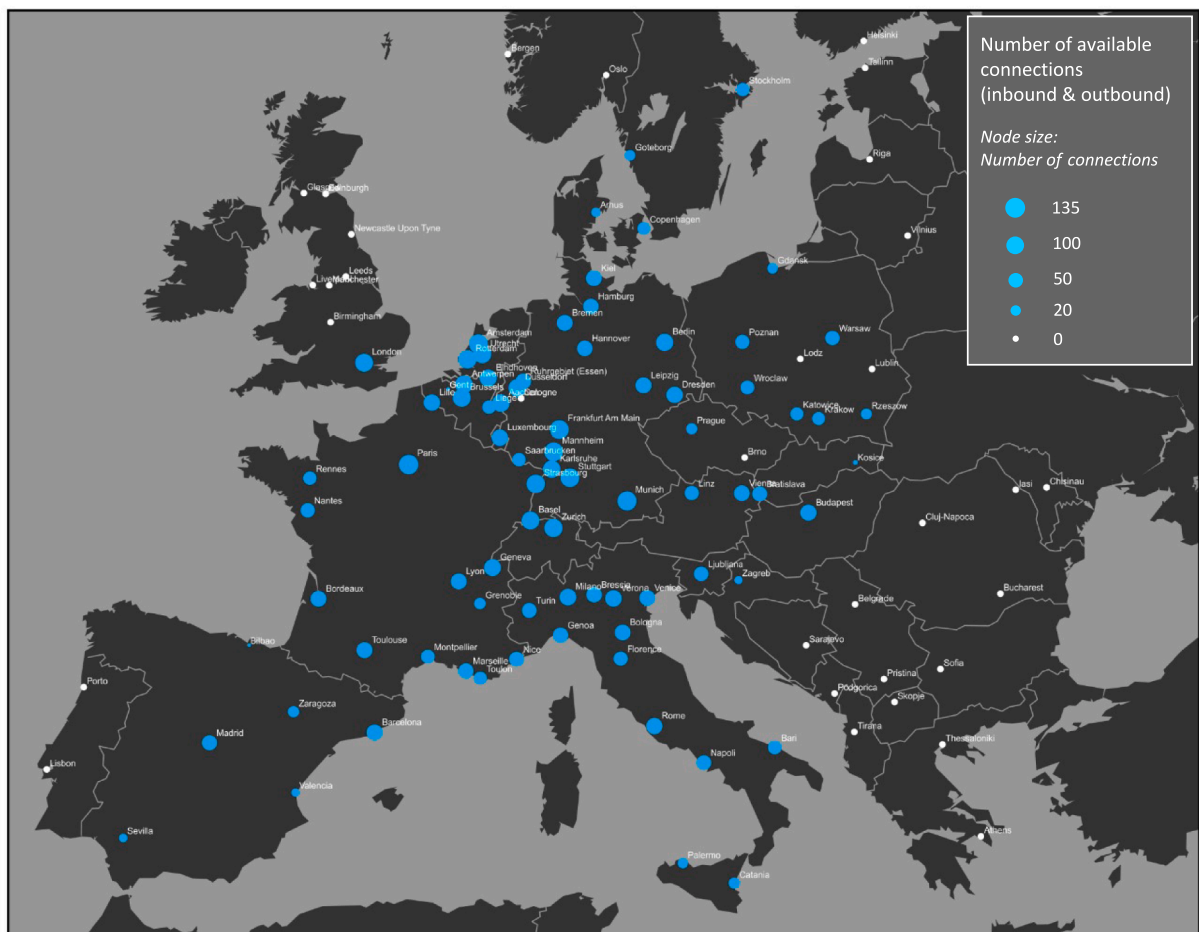 Number of available
connections
(inbound & outbound)
Node size:
Number of connections
135
100
50
20
0
Helsinki
Bergen
Tallinn
Oslo
Stockholm
Goteborg
Riga
Edinburgh
Arhus
Copenhagen
Newcastle Upon Tyne
Vilnius
Gdansk
Leeds
Kiel
Manchester
Hamburg
Birmingham
Bremen
Amsterdam
Utrecht
Hannover
Berlin
Poznan
Warsaw
Rotterdam
Lodz
London
Lublin
Eindhoven
Ruhrgebiet (Essen)
Antwerpen
Dusseldorf
Leipzig
Wroclaw
Gent
Brussels
Dresden
Cologne
Lille
Liege
Katowice
Krakow
Rzeszow
Frankfurt Am Main
Prague
Luxembourg
Mannheim
Saarbrucken
Paris
Karlsruhe
Brno
Kosice
Rennes
Stuttgart
Strasbourg
Iasi
Chisinau
Nantes
Munich
Linz
Vienna
Bratislava
Budapest
Basel
Zurich
Cluj-Napoca
Geneva
Lyon
Ljubljana
Zagreb
Bordeaux
Grenoble
Milano
Brescia
Verona
Venice
Bucharest
Turin
Belgrade
Bilbao
Toulouse
Genoa
Bologna
Sarajevo
Montpellier
Nice
Florence
Marseille
Toulon
Sofia
Porto
Pristina
Podgorica
Skopje
Zaragoza
Barcelona
Rome
Madrid
Tirana
Thessaloniki
Bari
Lisbon
Napoli
Valencia
Sevilla
Athens
Palermo
Catania